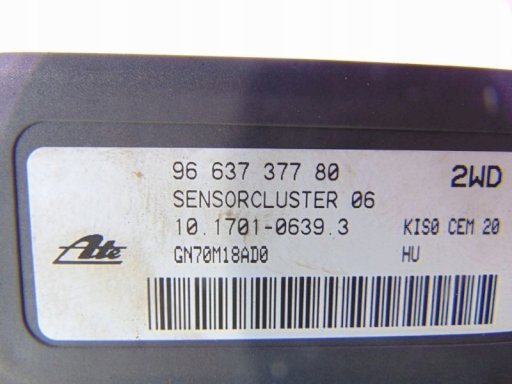 96 637 377 80 2WD
SENSORCLUSTER 06
10.1701-0639.3 KIS0 CEM 20
Ate GN70M18AD0 HU